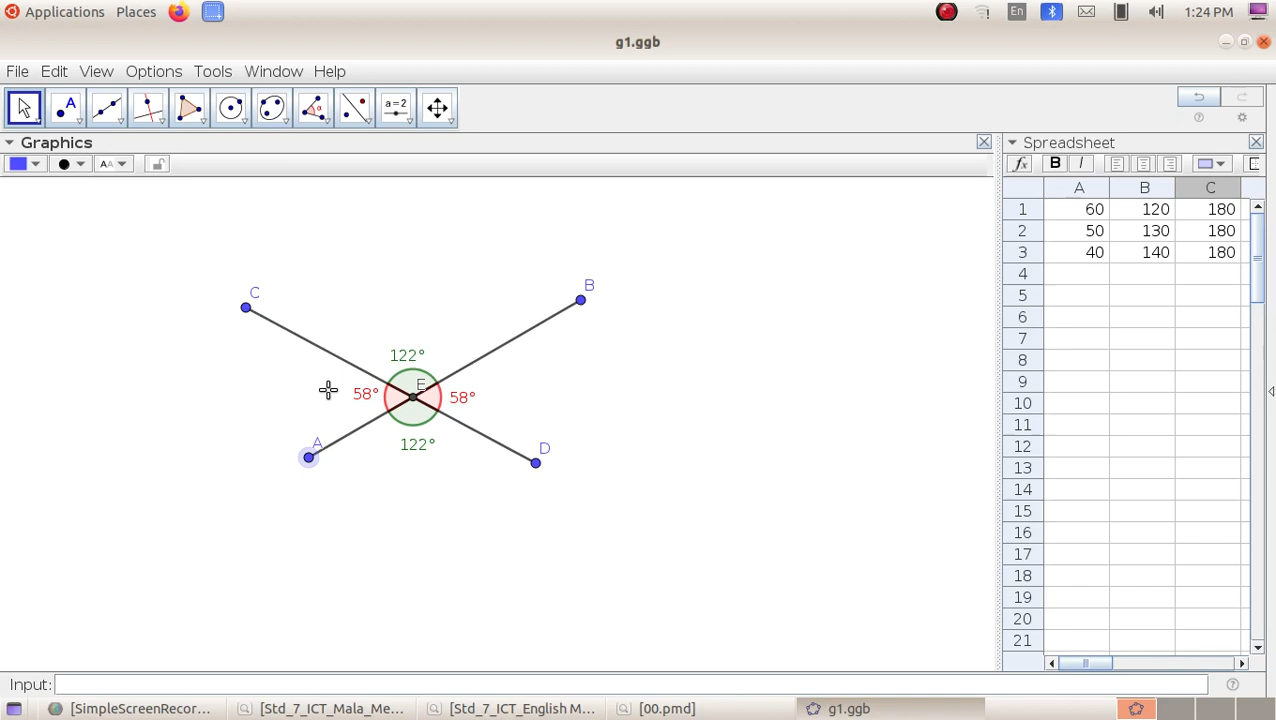 Applications Places En 1:24 PM
g1.ggb
File Edit View Options Tools Window Help
A α a=2
Graphics Spreadsheet
AA fx B I
A B C
1 60 120 180
2 50 130 180
3 40 140 180
4
5
6
7
8
9
10
11
12
13
14
15
16
17
18
19
20
21
B
C
122°
E
58° 58°
A
122°
D
Input:
[SimpleScreenRecor... [Std_7_ICT_Mala_Me... [Std_7_ICT_English M... [00.pmd] g1.ggb